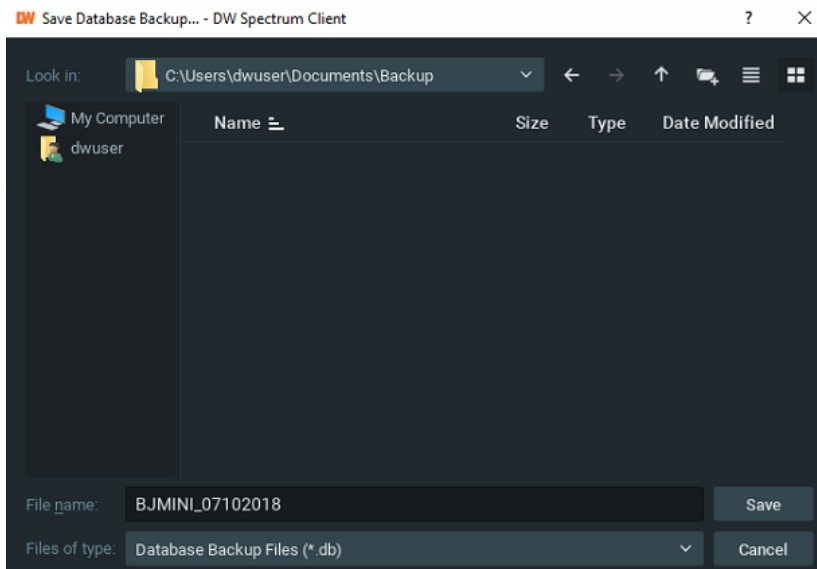 DW Save Database Backup... - DW Spectrum Client ? ×
Look in: C:\Users\dwuser\Documents\Backup
My Computer
dwuser
Name Size Type Date Modified
File name: BJMINI_07102018 Save
Files of type: Database Backup Files (*.db) Cancel